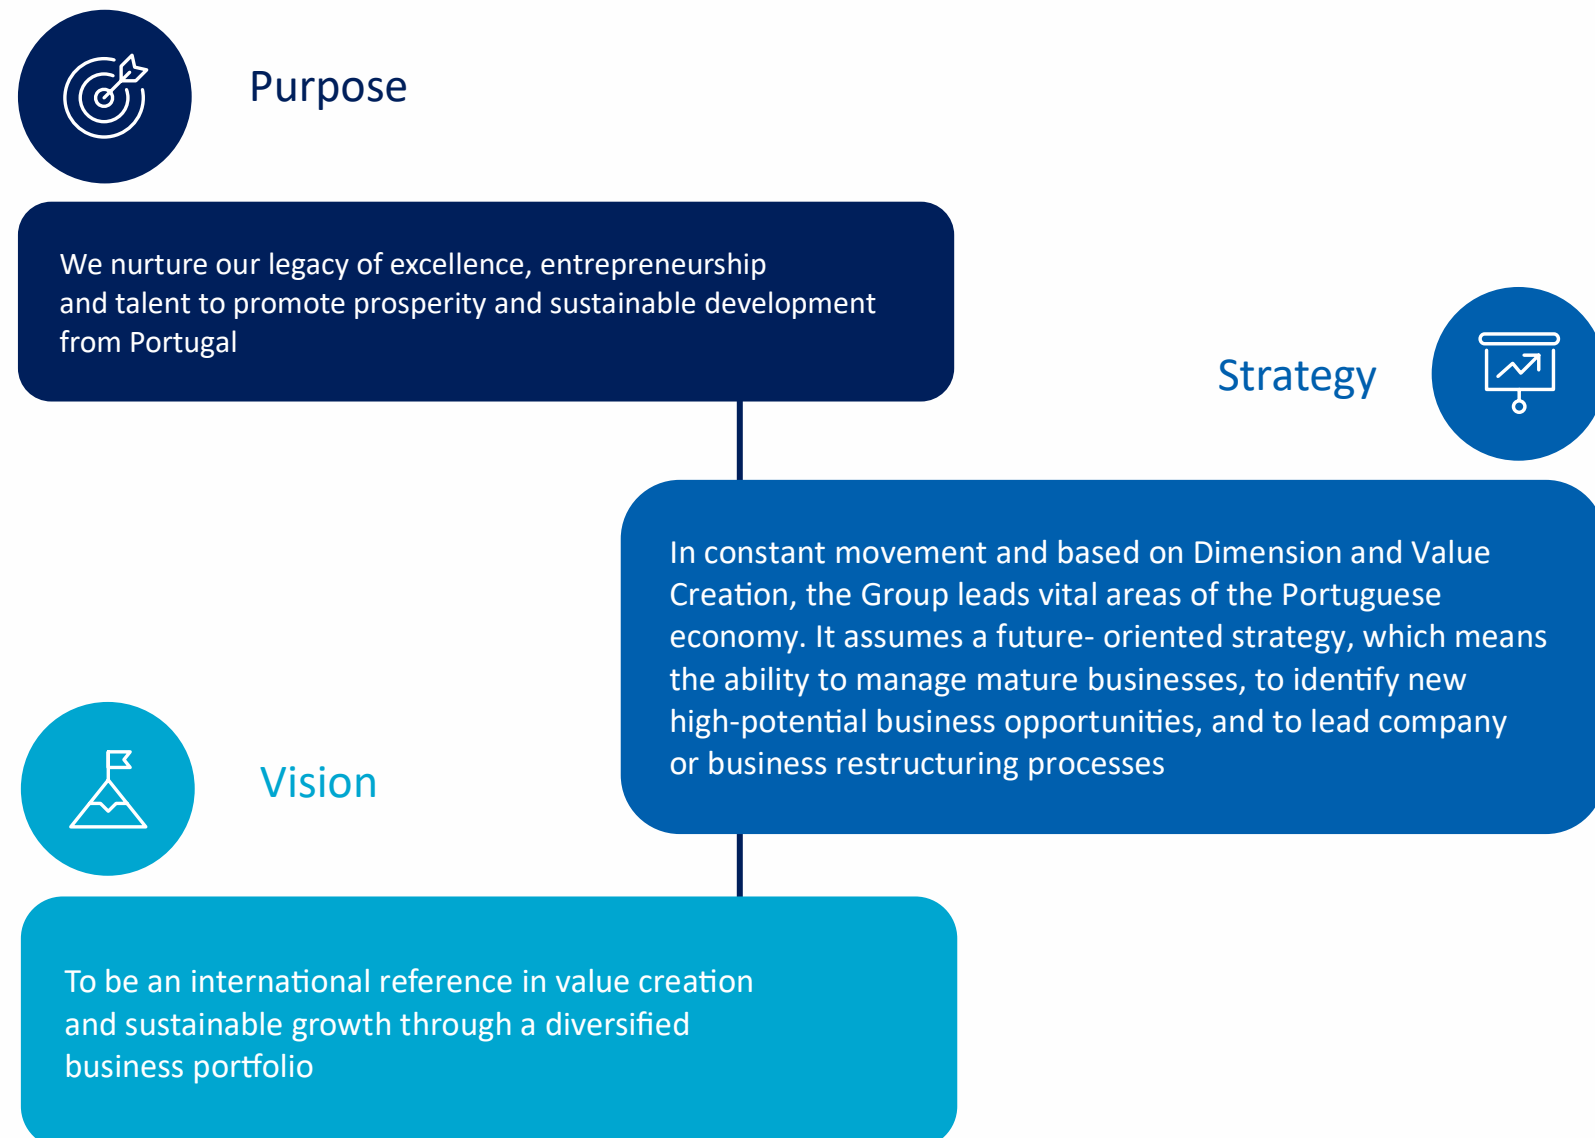 Purpose
We nurture our legacy of excellence, entrepreneurship
and talent to promote prosperity and sustainable development
from Portugal
Strategy
In constant movement and based on Dimension and Value
Creation, the Group leads vital areas of the Portuguese
economy. It assumes a future- oriented strategy, which means
the ability to manage mature businesses, to identify new
high-potential business opportunities, and to lead company
or business restructuring processes
Vision
To be an international reference in value creation
and sustainable growth through a diversified
business portfolio